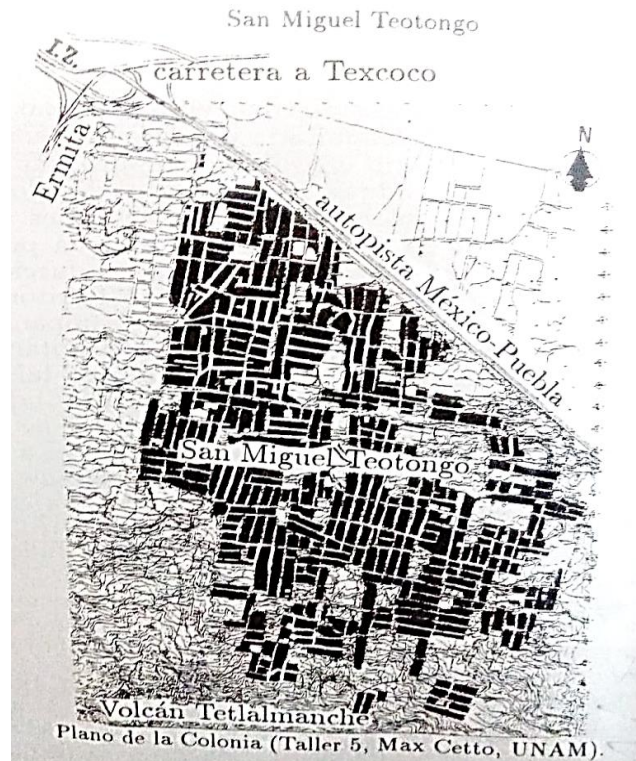 San Miguel Teotongo
I.Z.
carretera a Texcoco
Ermita
N
autopista México-Puebla
San Miguel Teotongo
Volcán Tetlalmanche
Plano de la Colonia (Taller 5, Max Cetto, UNAM).